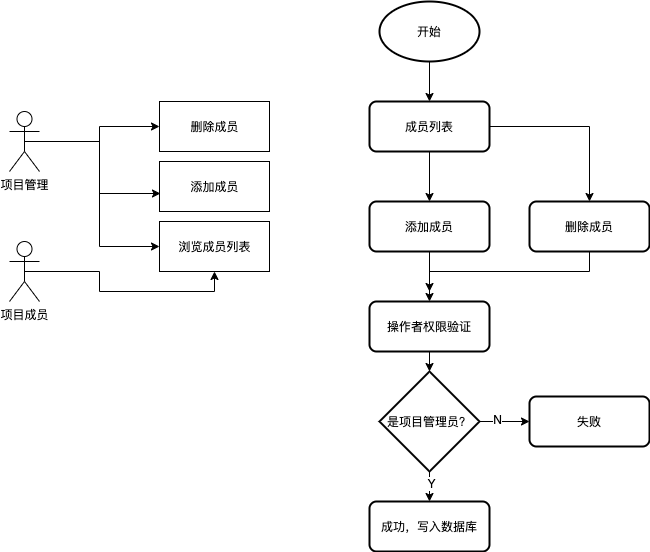 开始
删除成员
成员列表
项目管理
添加成员
浏览成员列表
添加成员
删除成员
项目成员
操作者权限验证
是项目管理员?
N
失败
Y
成功，写入数据库